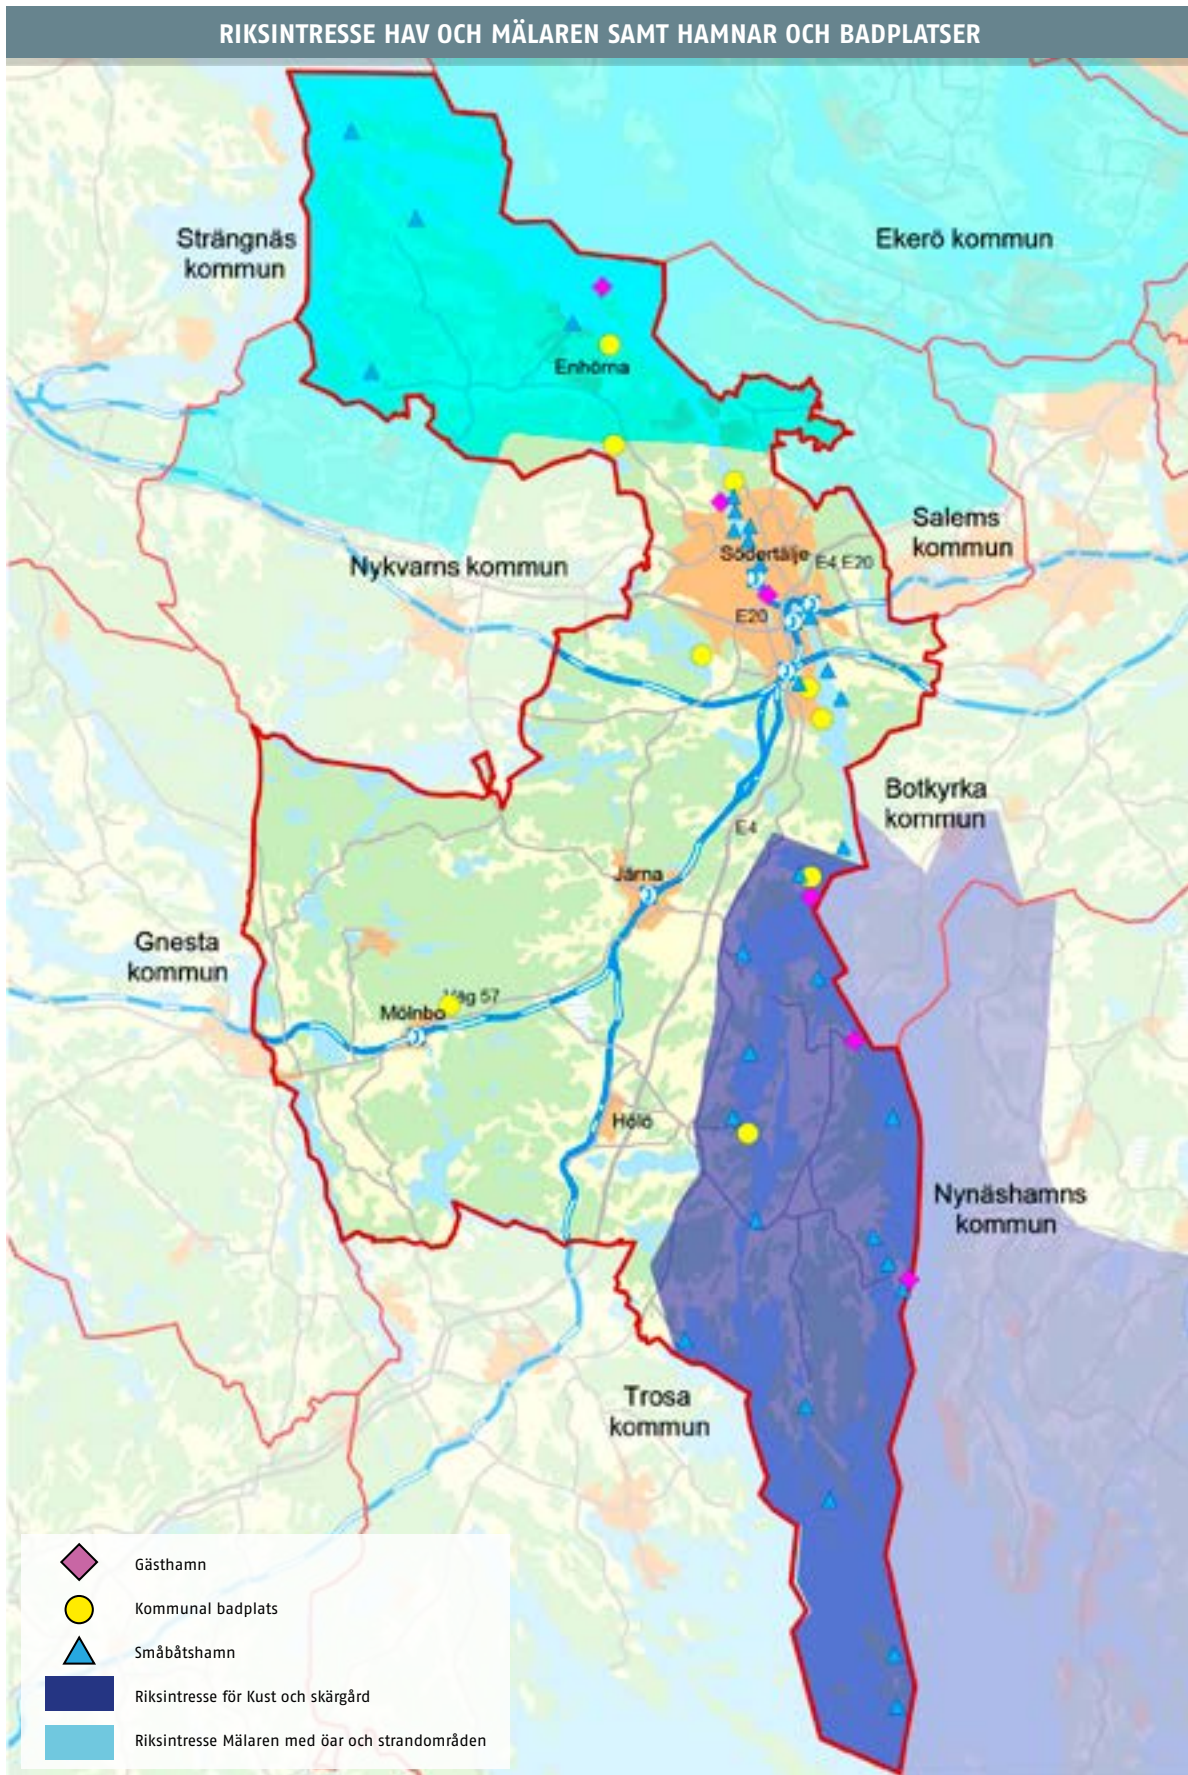 RIKSINTRESSE HAV OCH MÄLAREN SAMT HAMNAR OCH BADPLATSER
Strängnäs
kommun
Ekerö kommun
Enhörna
Salems
kommun
Nykvarns kommun
Södertälje
E4 E20
E20
Botkyrka
kommun
E4
Järna
Gnesta
kommun
Väg 57
Mölnbo
Hölö
Nynäshamns
kommun
Trosa
kommun
Gästhamn
Kommunal badplats
Småbåtshamn
Riksintresse för Kust och skärgård
Riksintresse Mälaren med öar och strandområden